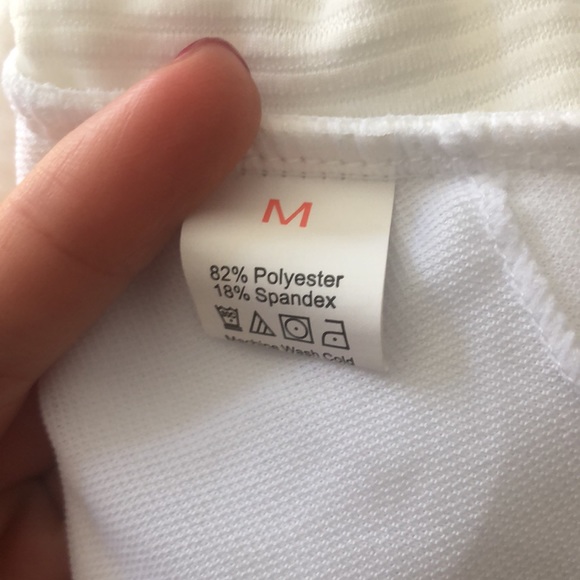 M
82% Polyester
18% Spandex
Machine Wash Cold